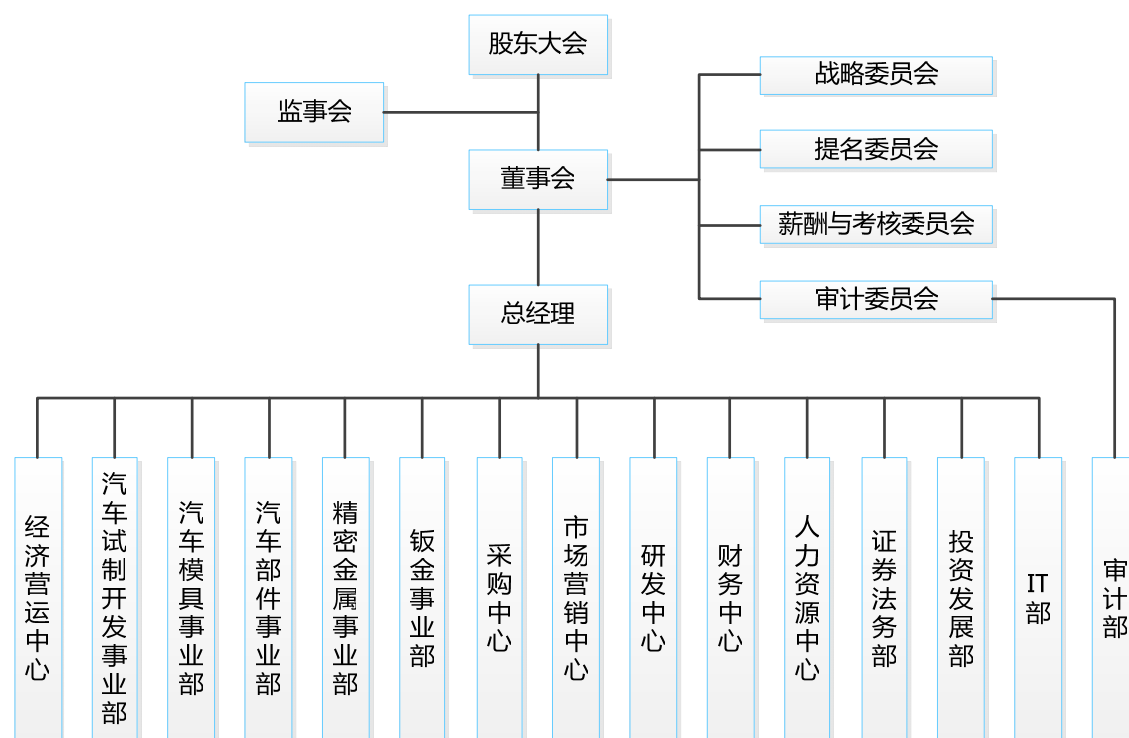 股东大会
战略委员会
监事会
提名委员会
董事会
薪酬与考核委员会
审计委员会
总经理
经济营运中心
汽车试制开发事业部
汽车模具事业部
汽车部件事业部
精密金属事业部
钣金事业部
采购中心
市场营销中心
研发中心
财务中心
人力资源中心
证券法务部
投资发展部
IT部
审计部